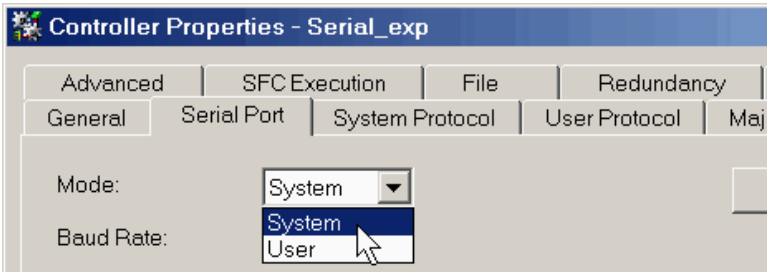 Controller Properties - Serial_exp
Advanced SFC Execution File Redundancy
General Serial Port System Protocol User Protocol Maj
Mode: System
System
Baud Rate:
User